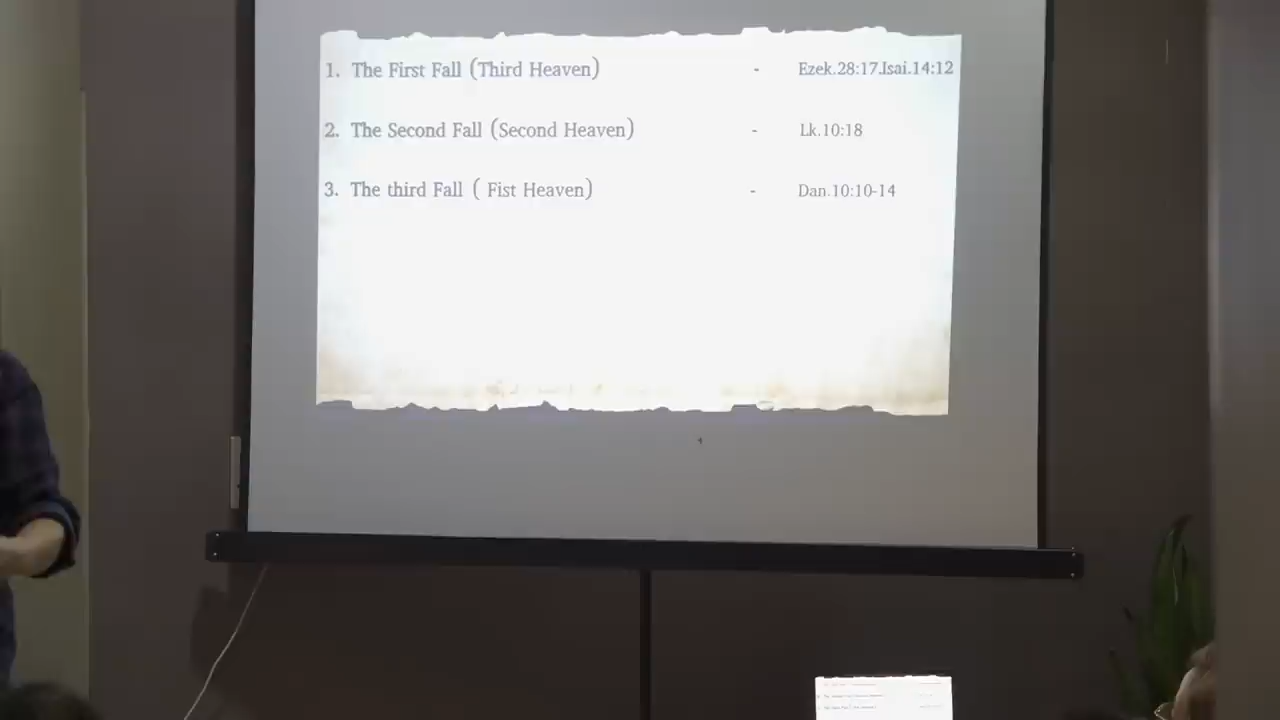 1. The First Fall (Third Heaven) - Ezek.28:17.Isai.14:12
2. The Second Fall (Second Heaven) - Lk.10:18
3. The third Fall ( Fist Heaven) - Dan.10:10-14